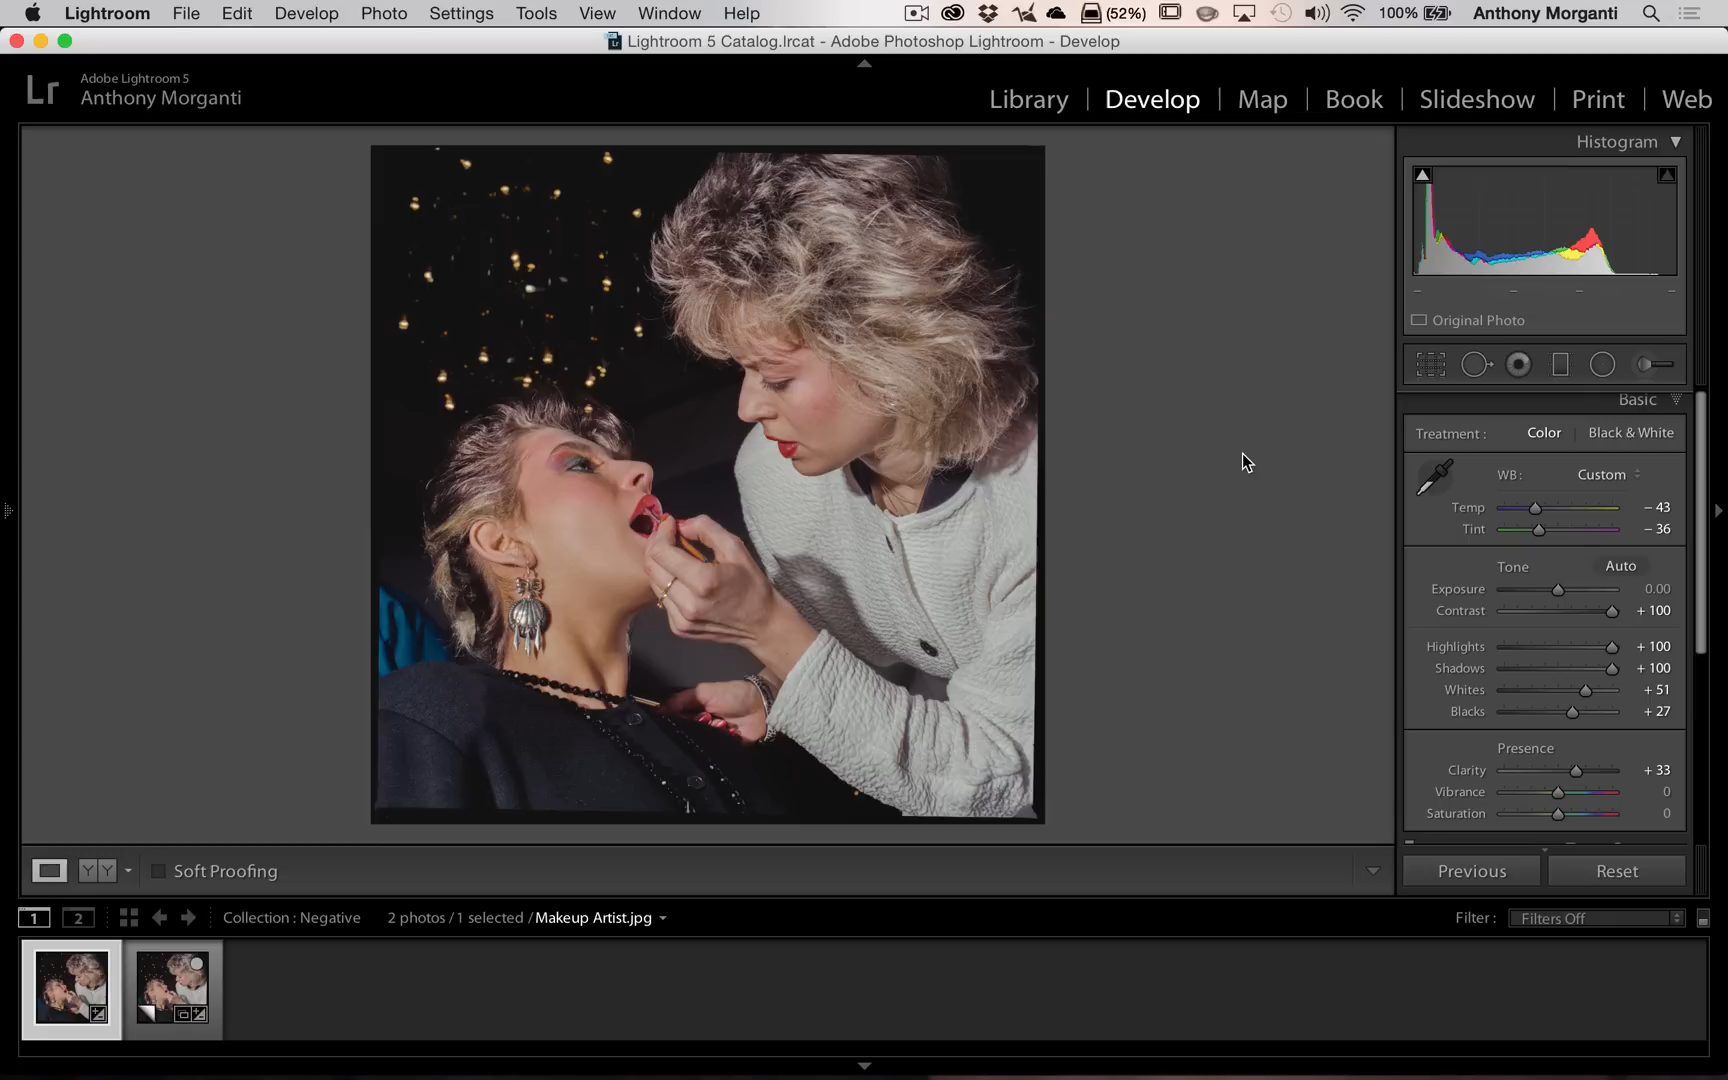 Lightroom File Edit Develop Photo Settings Tools View Window Help (52%) 100% Anthony Morganti
Lightroom 5 Catalog.lrcat - Adobe Photoshop Lightroom - Develop
Lr
Adobe Lightroom 5
Anthony Morganti
Library | Develop | Map | Book | Slideshow | Print | Web
Histogram
Original Photo
Basic
Treatment : Color | Black & White
WB : Custom
Temp - 43
Tint - 36
Tone Auto
Exposure 0.00
Contrast + 100
Highlights + 100
Shadows + 100
Whites + 51
Blacks + 27
Presence
Clarity + 33
Vibrance 0
Saturation 0
Y Y Soft Proofing
Previous Reset
1 2 Collection : Negative 2 photos / 1 selected / Makeup Artist.jpg Filter : Filters Off